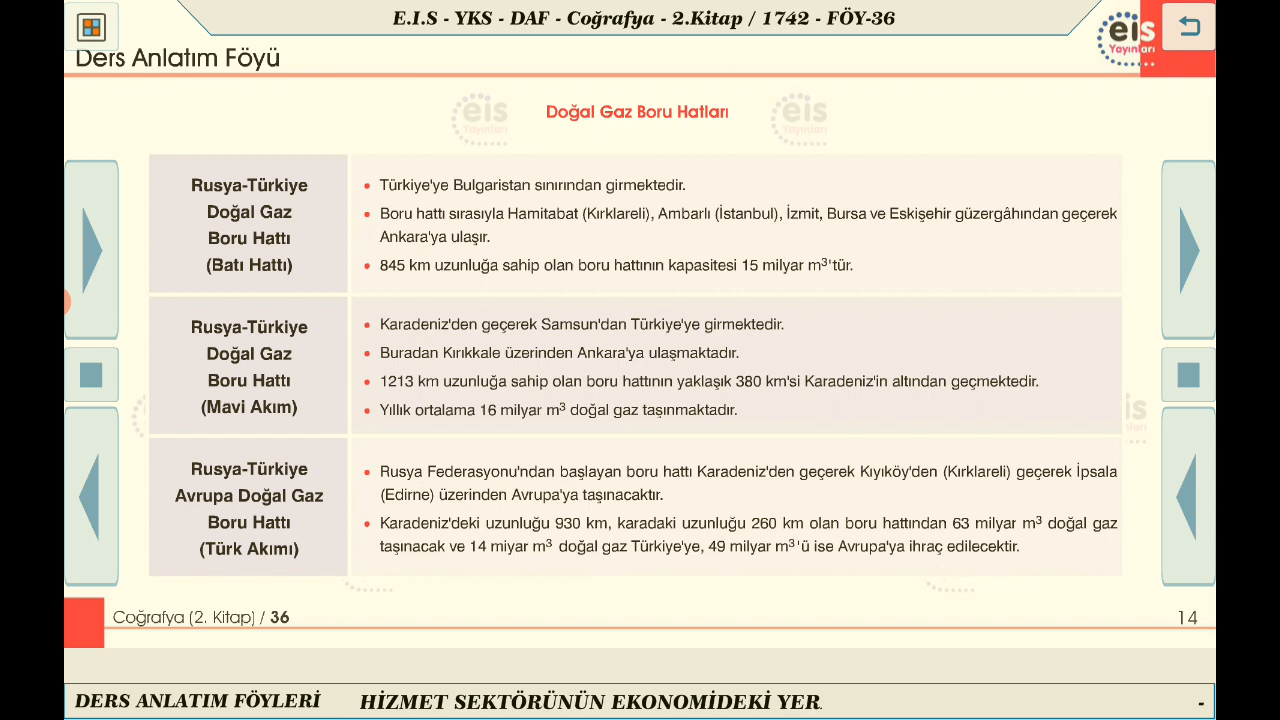 E.I.S - YKS - DAF - Coğrafya - 2.Kitap / 1742 - FÖY-36
Ders Anlatım Föyü
eis
Yayınları
Doğal Gaz Boru Hatları
eis
Yayınları
eis
Yayınları
Rusya-Türkiye
Doğal Gaz
Boru Hattı
(Batı Hattı)
• Türkiye'ye Bulgaristan sınırından girmektedir.
• Boru hattı sırasıyla Hamitabat (Kırklareli), Ambarlı (İstanbul), İzmit, Bursa ve Eskişehir güzergâhından geçerek
Ankara'ya ulaşır.
• 845 km uzunluğa sahip olan boru hattının kapasitesi 15 milyar m³'tür.
Rusya-Türkiye
Doğal Gaz
Boru Hattı
(Mavi Akım)
• Karadeniz'den geçerek Samsun'dan Türkiye'ye girmektedir.
• Buradan Kırıkkale üzerinden Ankara'ya ulaşmaktadır.
• 1213 km uzunluğa sahip olan boru hattının yaklaşık 380 km'si Karadeniz'in altından geçmektedir.
• Yıllık ortalama 16 milyar m³ doğal gaz taşınmaktadır.
Rusya-Türkiye
Avrupa Doğal Gaz
Boru Hattı
(Türk Akımı)
• Rusya Federasyonu'ndan başlayan boru hattı Karadeniz'den geçerek Kıyıköy'den (Kırklareli) geçerek İpsala
(Edirne) üzerinden Avrupa'ya taşınacaktır.
• Karadeniz'deki uzunluğu 930 km, karadaki uzunluğu 260 km olan boru hattından 63 milyar m³ doğal gaz
taşınacak ve 14 miyar m³ doğal gaz Türkiye'ye, 49 milyar m³'ü ise Avrupa'ya ihraç edilecektir.
Coğrafya (2. Kitap) / 36
14
DERS ANLATIM FÖYLERİ HİZMET SEKTÖRÜNÜN EKONOMİDEKİ YER -